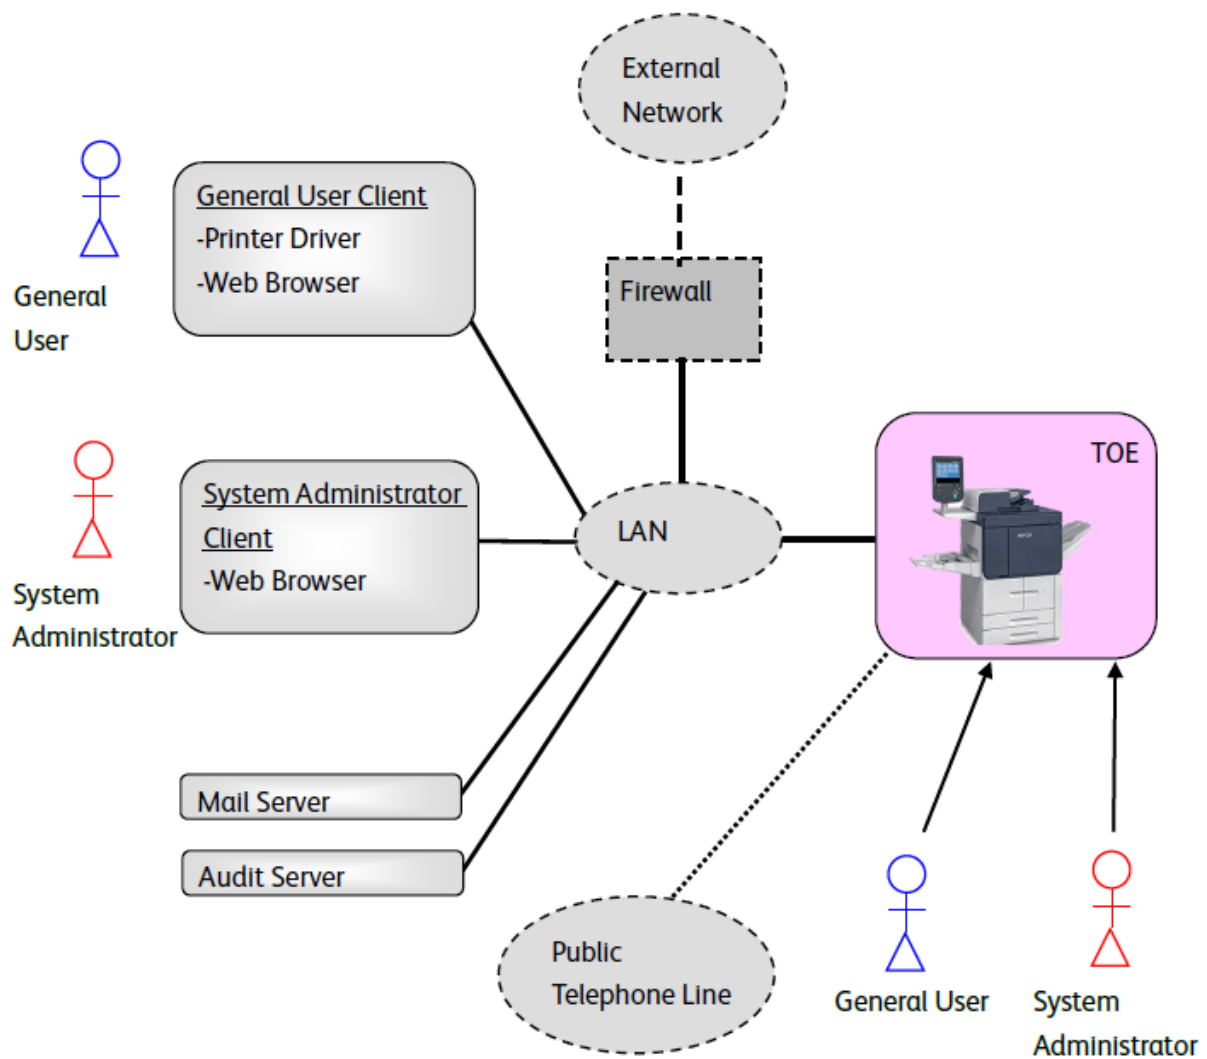 External
Network
General User Client
-Printer Driver
-Web Browser
General
User
Firewall
TOE
System Administrator
Client
-Web Browser
LAN
System
Administrator
Mail Server
Audit Server
Public
Telephone Line
General User
System
Administrator